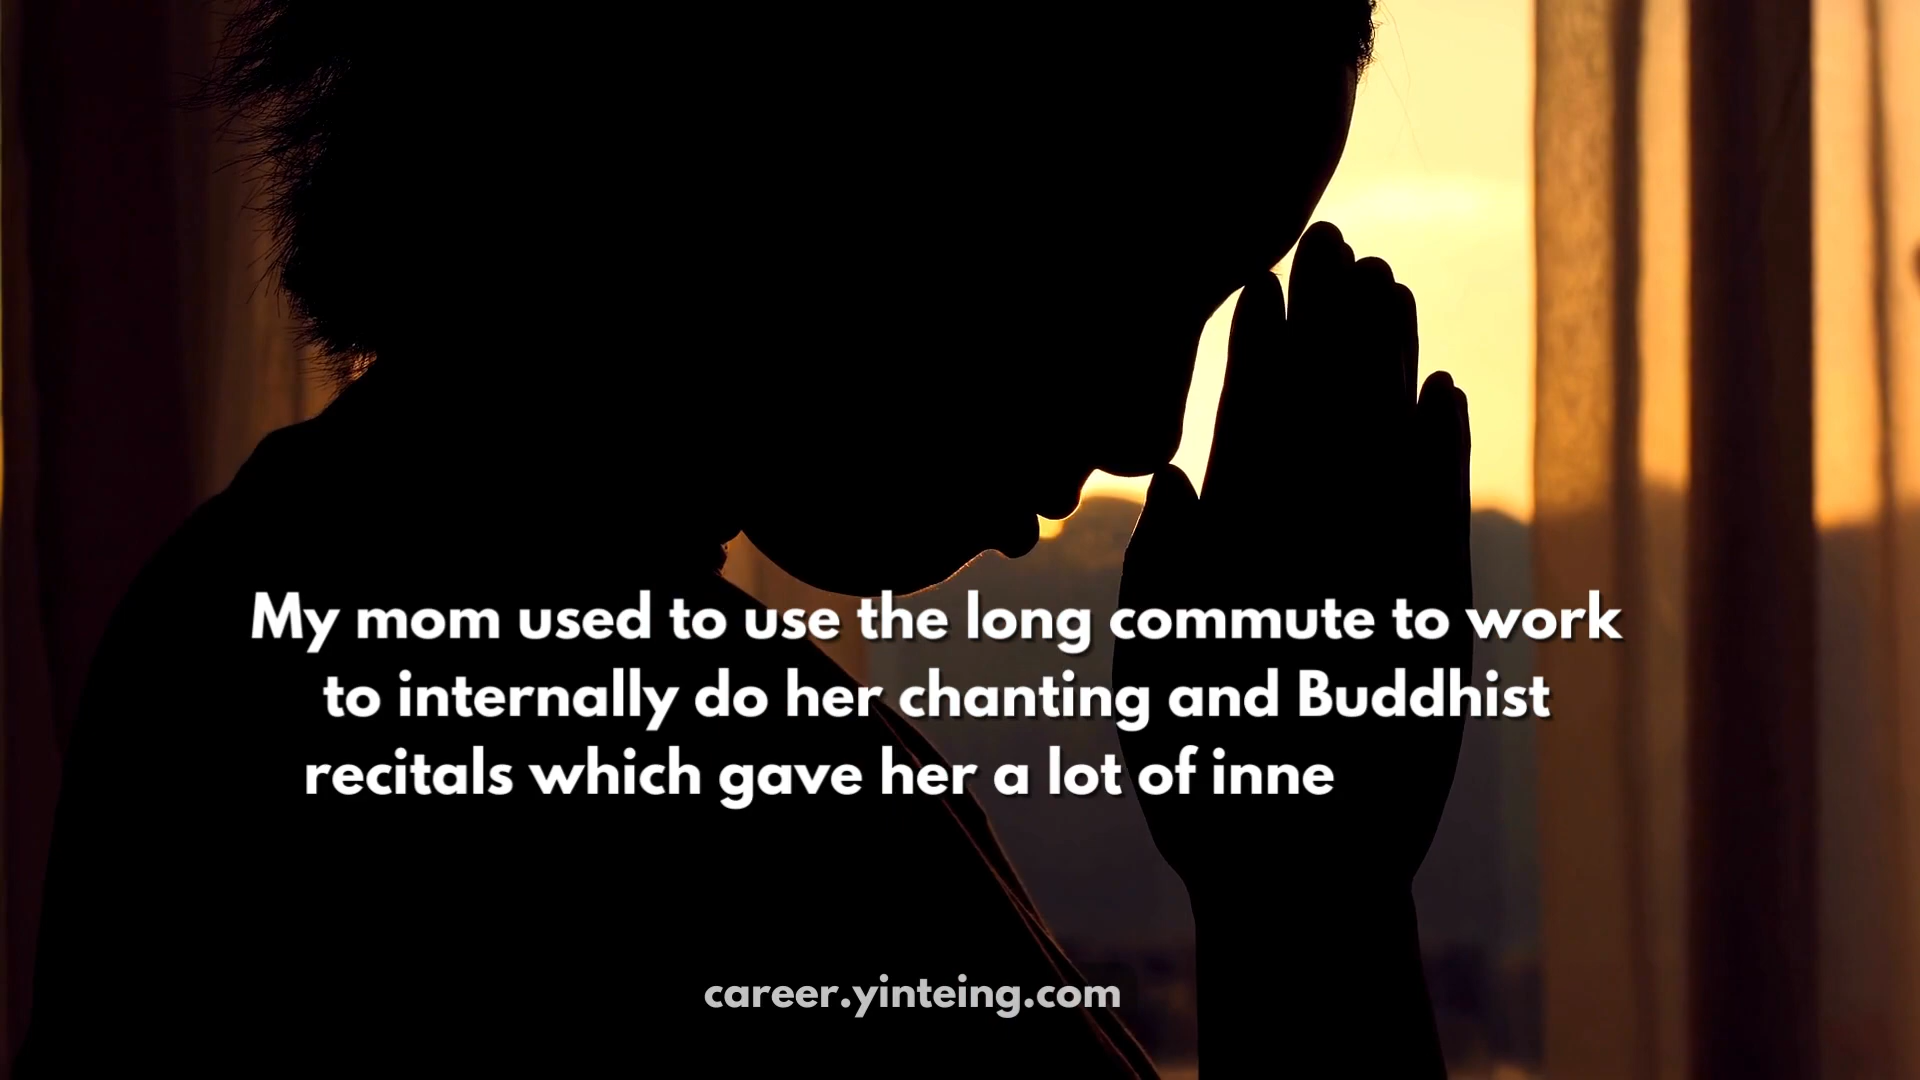 My mom used to use the long commute to work
to internally do her chanting and Buddhist
recitals which gave her a lot of inne
career.yinteing.com